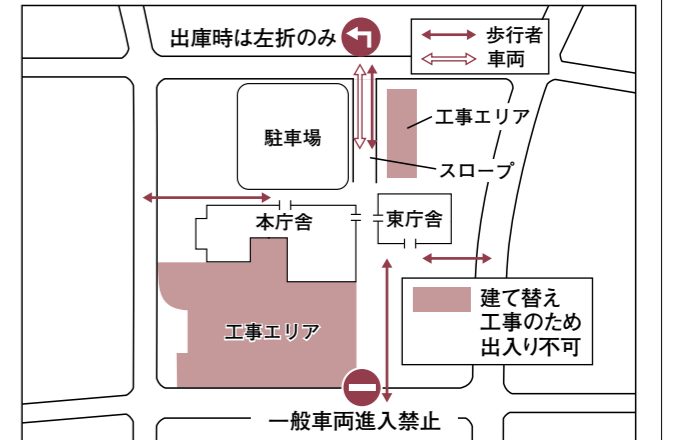 出庫時は左折のみ
歩行者
車両
工事エリア
駐車場
スロープ
本庁舎
東庁舎
建て替え
工事のため
出入り不可
工事エリア
一般車両進入禁止